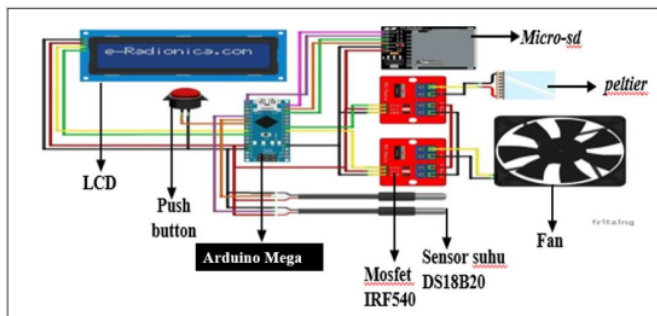 e-Radionica.com
Micro-sd
peltier
LCD
Push
button
Arduino Mega
Mosfet
IRF540
Sensor suhu
DS18B20
Fan
fritzing